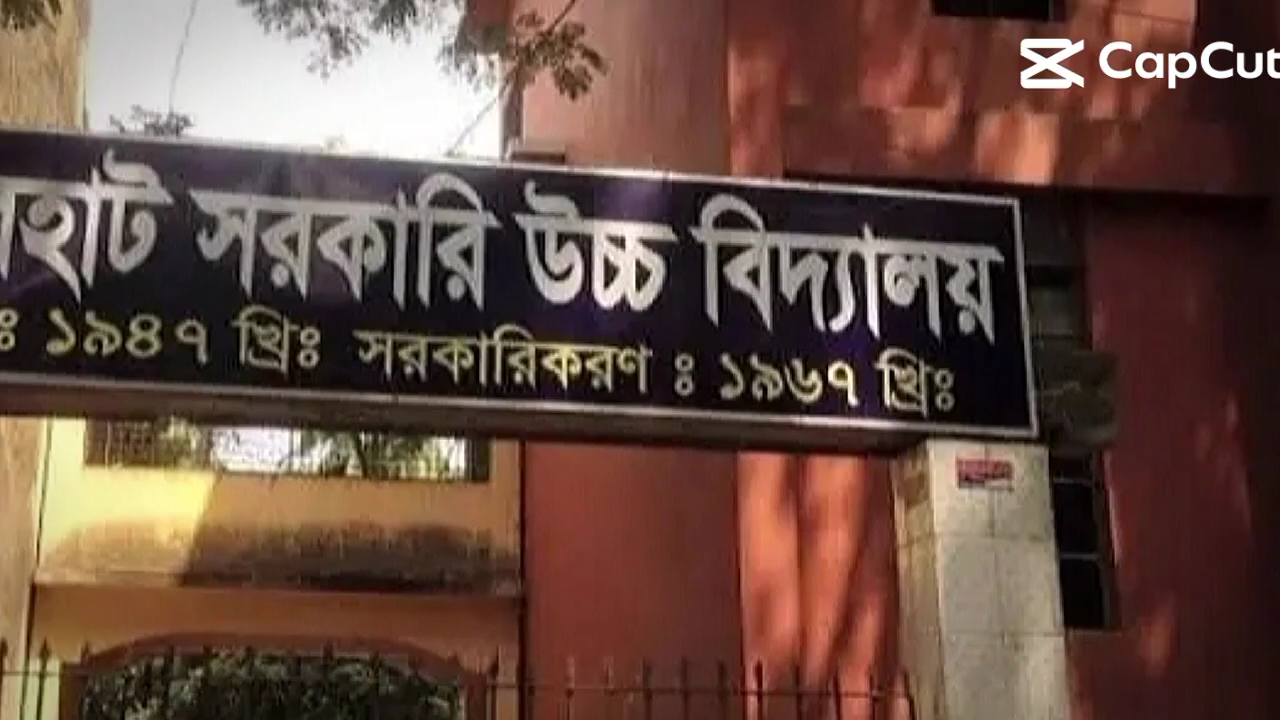 CapCut
হাট সরকারি উচ্চ বিদ্যালয়
ঃ ১৯৪৭ খ্রিঃ সরকারিকরণ ঃ ১৯৬৭ খ্রিঃ